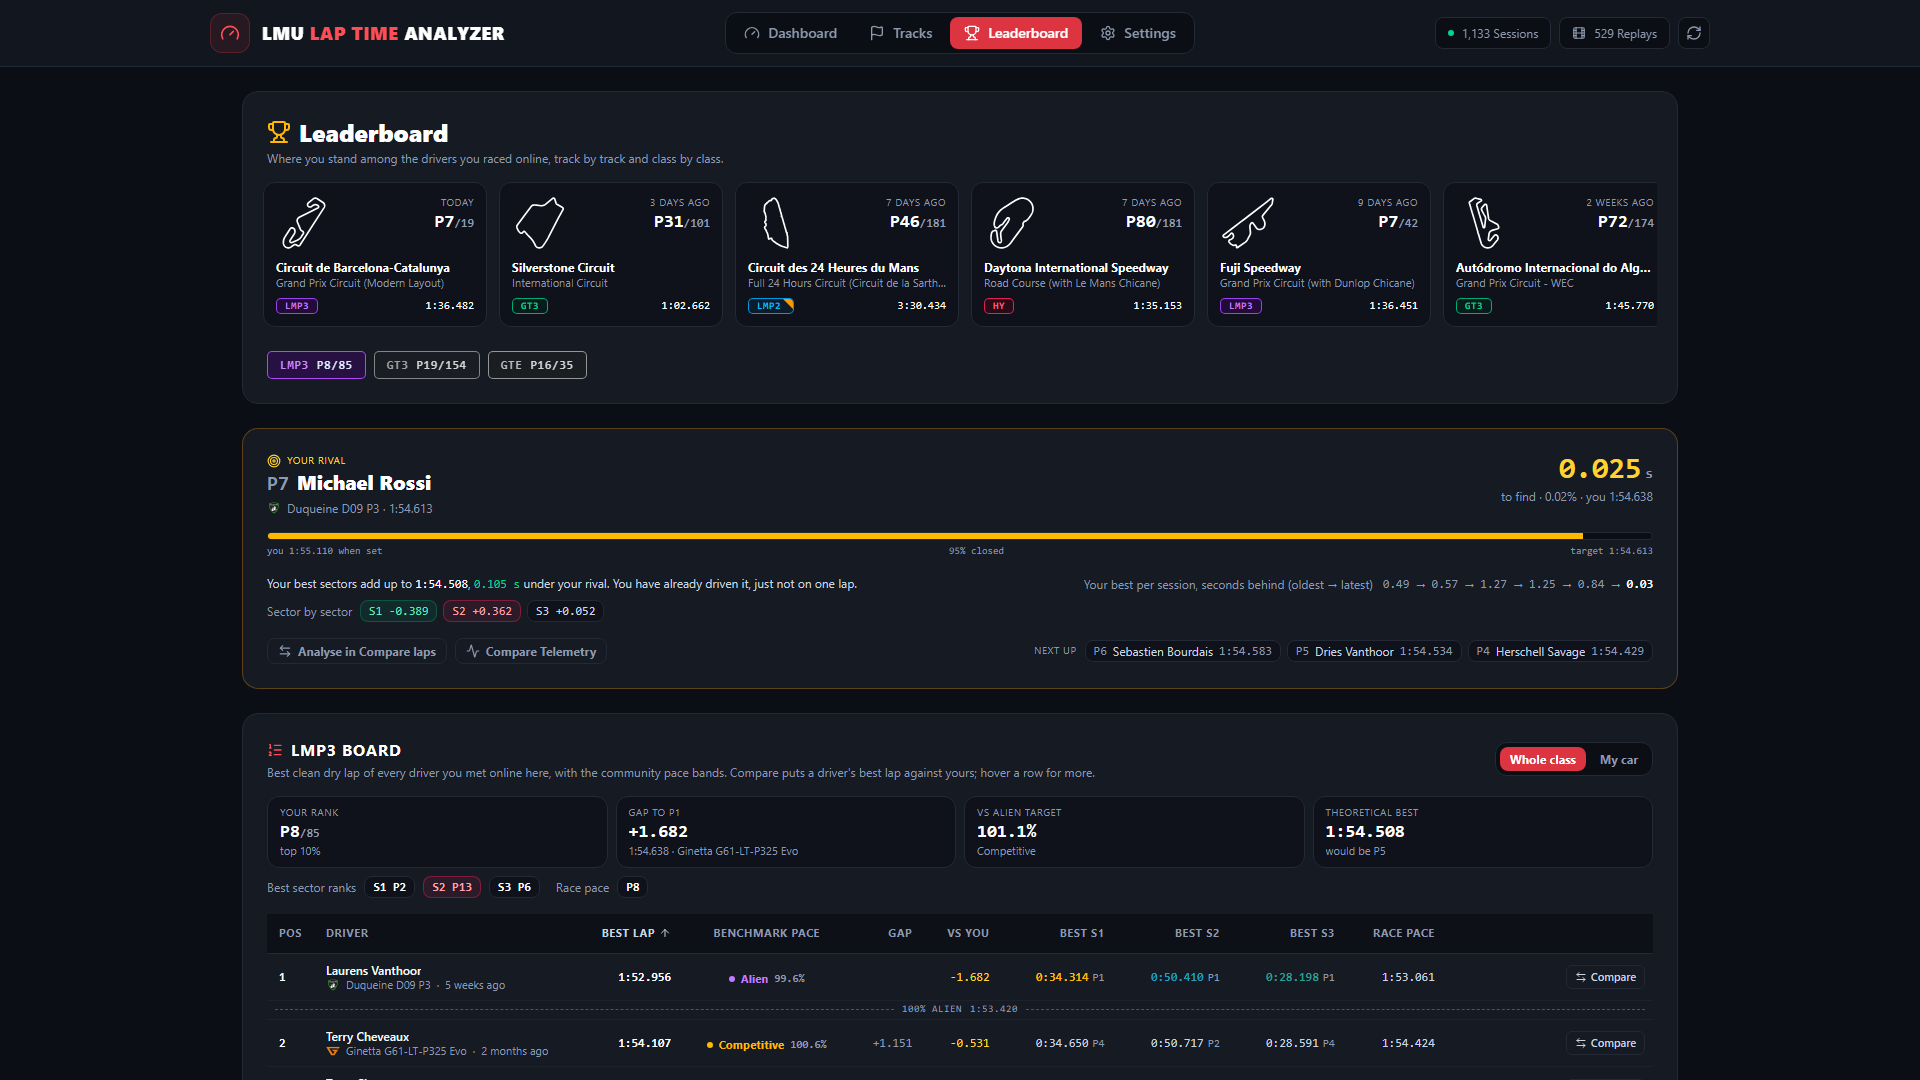 LMU LAP TIME ANALYZER
Dashboard
Tracks
Leaderboard
Settings
1,133 Sessions
529 Replays
Leaderboard
Where you stand among the drivers you raced online, track by track and class by class.
TODAY
P7/19
Circuit de Barcelona-Catalunya
Grand Prix Circuit (Modern Layout)
LMP3 1:36.482
3 DAYS AGO
P31/101
Silverstone Circuit
International Circuit
GT3 1:02.662
7 DAYS AGO
P46/181
Circuit des 24 Heures du Mans
Full 24 Hours Circuit (Circuit de la Sarth...
LMP2 3:30.434
7 DAYS AGO
P80/181
Daytona International Speedway
Road Course (with Le Mans Chicane)
HY 1:35.153
9 DAYS AGO
P7/42
Fuji Speedway
Grand Prix Circuit (with Dunlop Chicane)
LMP3 1:36.451
2 WEEKS AGO
P72/174
Autódromo Internacional do Alg...
Grand Prix Circuit - WEC
GT3 1:45.770
LMP3 P8/85
GT3 P19/154
GTE P16/35
YOUR RIVAL
P7 Michael Rossi
Duqueine D09 P3 · 1:54.613
0.025 s
to find · 0.02% · you 1:54.638
you 1:55.110 when set
95% closed
target 1:54.613
Your best sectors add up to 1:54.508, 0.105 s under your rival. You have already driven it, just not on one lap.
Your best per session, seconds behind (oldest → latest) 0.49 → 0.57 → 1.27 → 1.25 → 0.84 → 0.03
Sector by sector S1 -0.389 S2 +0.362 S3 +0.052
Analyse in Compare laps
Compare Telemetry
NEXT UP P6 Sebastien Bourdais 1:54.583 P5 Dries Vanthoor 1:54.534 P4 Herschell Savage 1:54.429
LMP3 BOARD
Best clean dry lap of every driver you met online here, with the community pace bands. Compare puts a driver's best lap against yours; hover a row for more.
Whole class
My car
YOUR RANK
P8/85
top 10%
GAP TO P1
+1.682
1:54.638 · Ginetta G61-LT-P325 Evo
VS ALIEN TARGET
101.1%
Competitive
THEORETICAL BEST
1:54.508
would be P5
Best sector ranks S1 P2 S2 P13 S3 P6 Race pace P8
POS DRIVER BEST LAP ↑ BENCHMARK PACE GAP VS YOU BEST S1 BEST S2 BEST S3 RACE PACE
1 Laurens Vanthoor 1:52.956 Alien 99.6% -1.682 0:34.314 P1 0:50.410 P1 0:28.198 P1 1:53.061 Compare
Duqueine D09 P3 · 5 weeks ago
100% ALIEN 1:53.420
2 Terry Cheveaux 1:54.107 Competitive 100.6% +1.151 -0.531 0:34.650 P4 0:50.717 P2 0:28.591 P4 1:54.424 Compare
Ginetta G61-LT-P325 Evo · 2 months ago